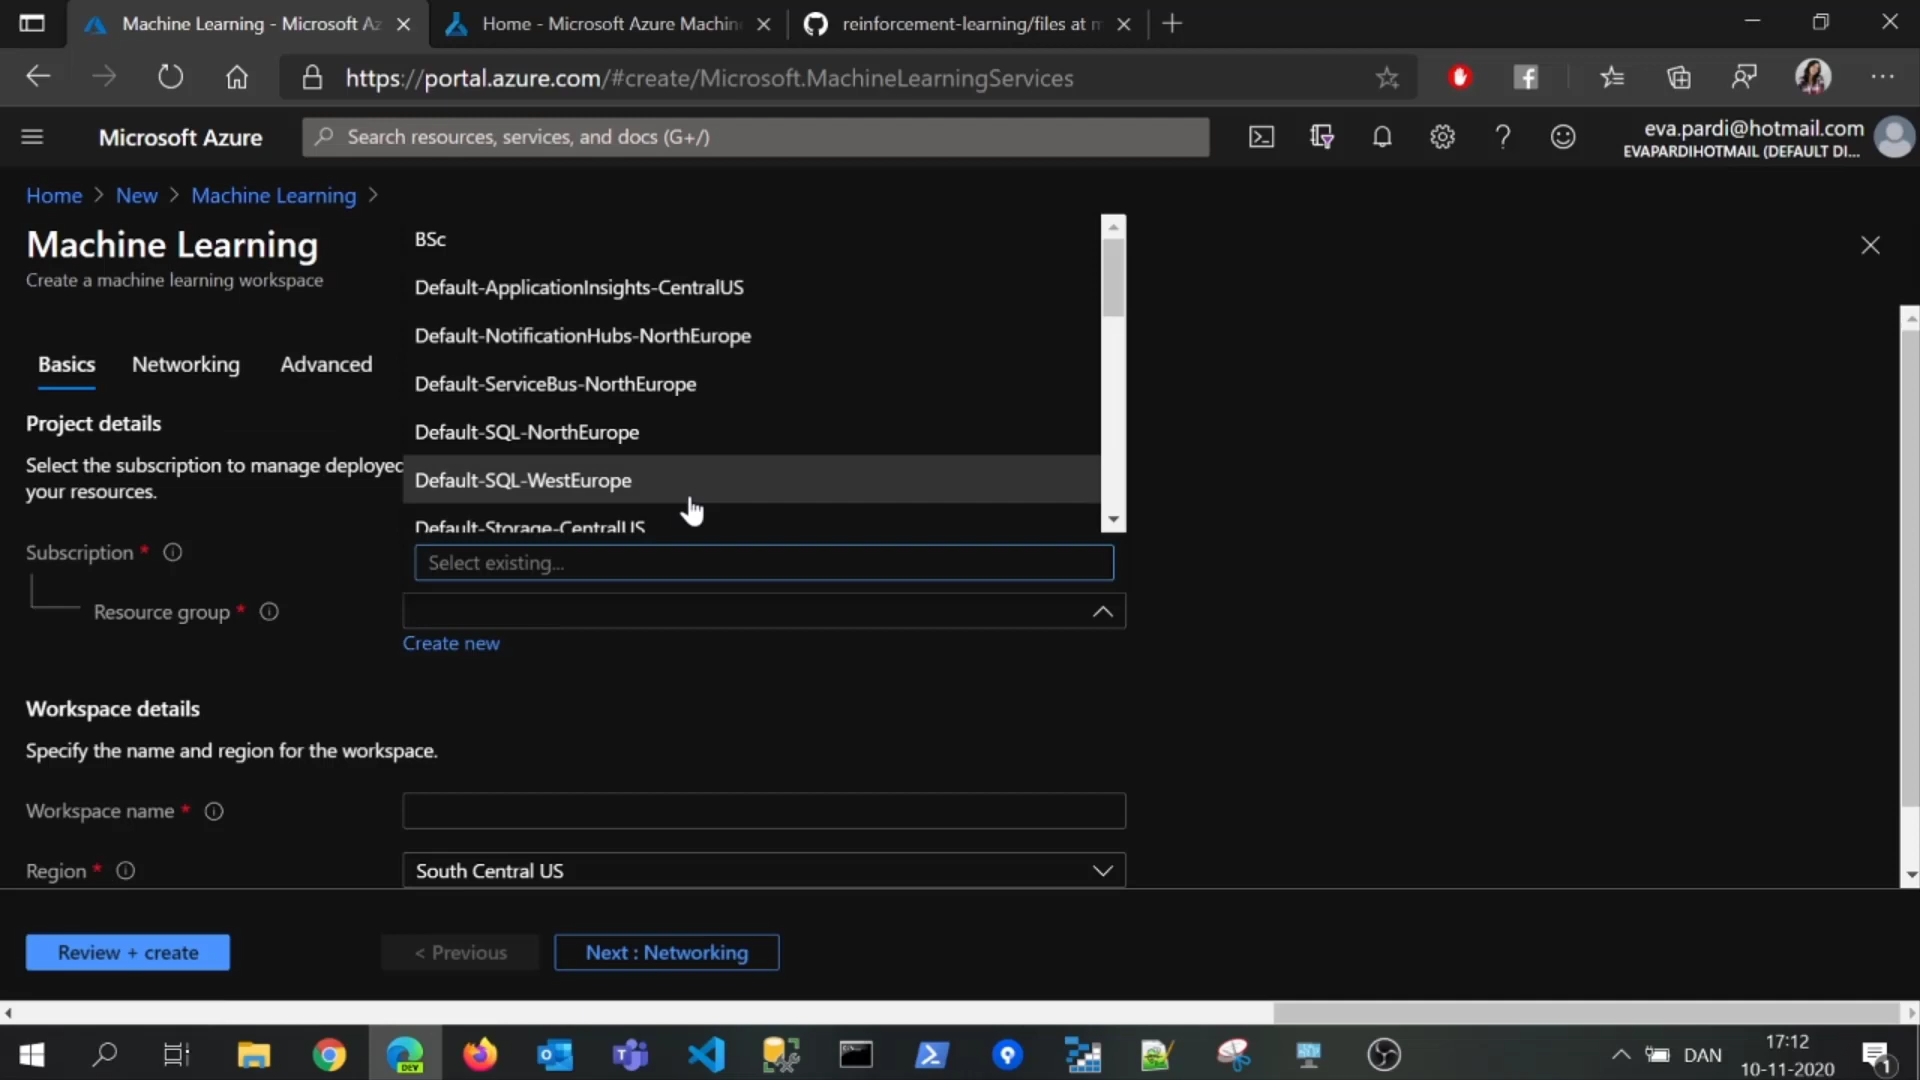 Machine Learning - Microsoft Az
Home - Microsoft Azure Machin
reinforcement-learning/files at m
https://portal.azure.com/#create/Microsoft.MachineLearningServices
Microsoft Azure
Search resources, services, and docs (G+/)
eva.pardi@hotmail.com
EVAPARDIHOTMAIL (DEFAULT DI...
Home > New > Machine Learning >
Machine Learning
Create a machine learning workspace
BSc
Default-ApplicationInsights-CentralUS
Default-NotificationHubs-NorthEurope
Default-ServiceBus-NorthEurope
Default-SQL-NorthEurope
Default-SQL-WestEurope
Default-Storage-CentralUS
Basics Networking Advanced
Project details
Select the subscription to manage deployed
your resources.
Subscription *
Select existing...
Resource group *
Create new
Workspace details
Specify the name and region for the workspace.
Workspace name *
Region *
South Central US
Review + create
< Previous
Next : Networking
DEV
DAN
17:12
10-11-2020
1